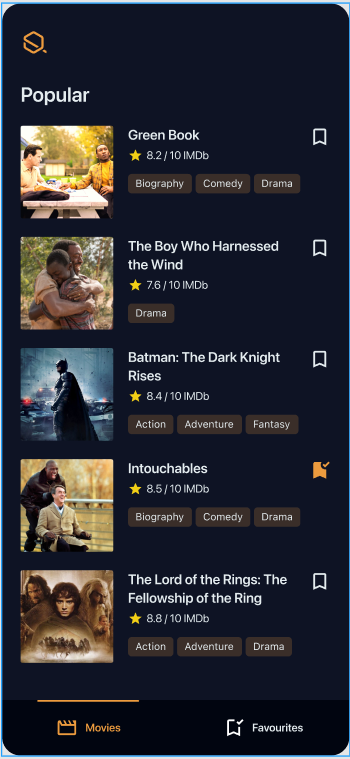 Popular
Green Book
8.2 / 10 IMDb
Biography Comedy Drama
The Boy Who Harnessed
the Wind
7.6 / 10 IMDb
Drama
Batman: The Dark Knight
Rises
8.4 / 10 IMDb
Action Adventure Fantasy
Intouchables
8.5 / 10 IMDb
Biography Comedy Drama
The Lord of the Rings: The
Fellowship of the Ring
8.8 / 10 IMDb
Action Adventure Drama
Movies Favourites